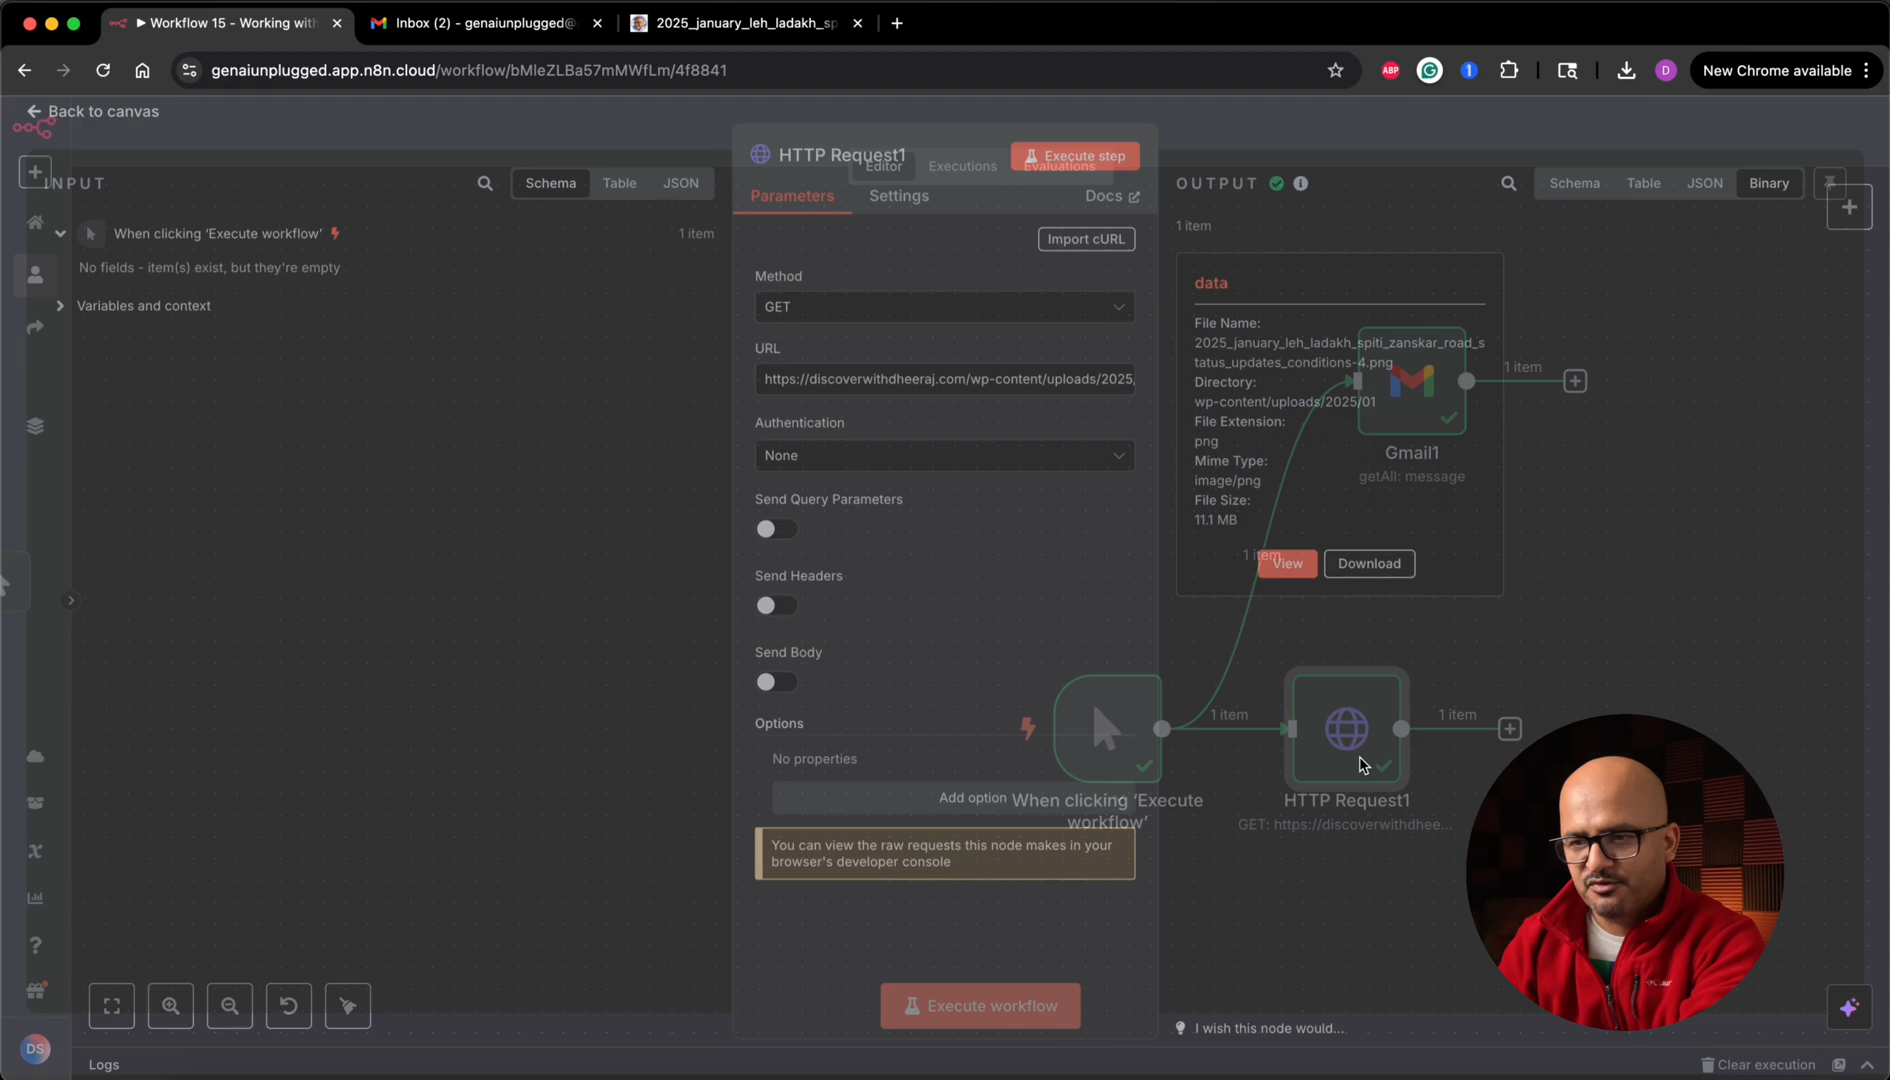 Workflow 15 - Working with
Inbox (2) - genaiunplugged@
2025_january_leh_ladakh_sp
genaiunplugged.app.n8n.cloud/workflow/bMleZLBa57mMWfLm/4f8841
ABP
D
New Chrome available
Back to canvas
INPUT
Schema
Table
JSON
When clicking ‘Execute workflow’
1 item
No fields - item(s) exist, but they're empty
Variables and context
HTTP Request1
Editor
Executions
Evaluations
Execute step
Parameters
Settings
Docs
Import cURL
Method
GET
URL
https://discoverwithdheeraj.com/wp-content/uploads/2025,
Authentication
None
Send Query Parameters
Send Headers
Send Body
Options
No properties
Add option
You can view the raw requests this node makes in your
browser's developer console
Execute workflow
OUTPUT
Schema
Table
JSON
Binary
1 item
data
File Name:
2025_january_leh_ladakh_spiti_zanskar_road_s
tatus_updates_conditions-4.png
Directory:
wp-content/uploads/2025/01
File Extension:
png
Mime Type:
image/png
File Size:
11.1 MB
View
Download
1 item
1 item
Gmail1
getAll: message
1 item
1 item
When clicking ‘Execute
workflow’
HTTP Request1
GET: https://discoverwithdhee...
I wish this node would...
DS
Logs
Clear execution